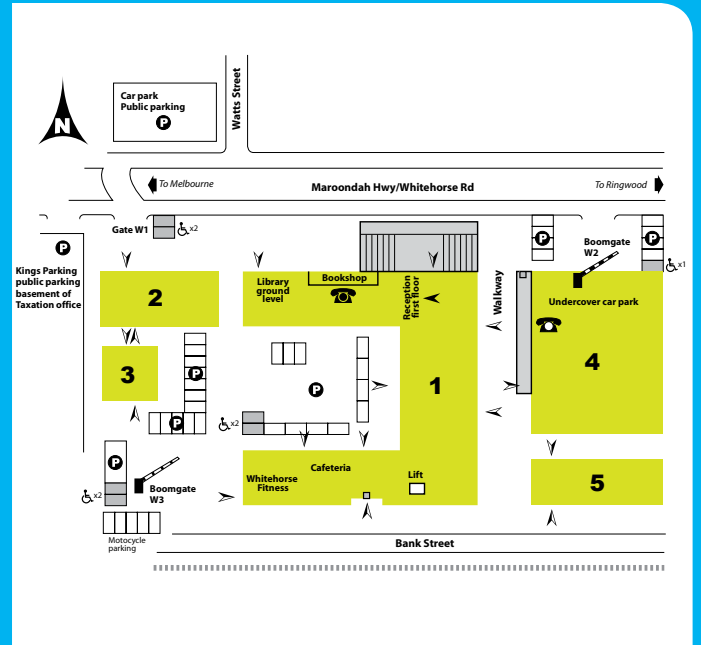 Car park
Public parking
P
Watts Street
N
To Melbourne
Maroondah Hwy/Whitehorse Rd
To Ringwood
Gate W1
x2
P
P
Boomgate
W2
x1
P
Kings Parking
public parking
basement of
Taxation office
2
Library
ground
level
Bookshop
Reception
first floor
Walkway
Undercover car park
3
P
P
1
4
P
x2
P
Cafeteria
Whitehorse
Fitness
Lift
5
x2
Boomgate
W3
Motocycle
parking
Bank Street